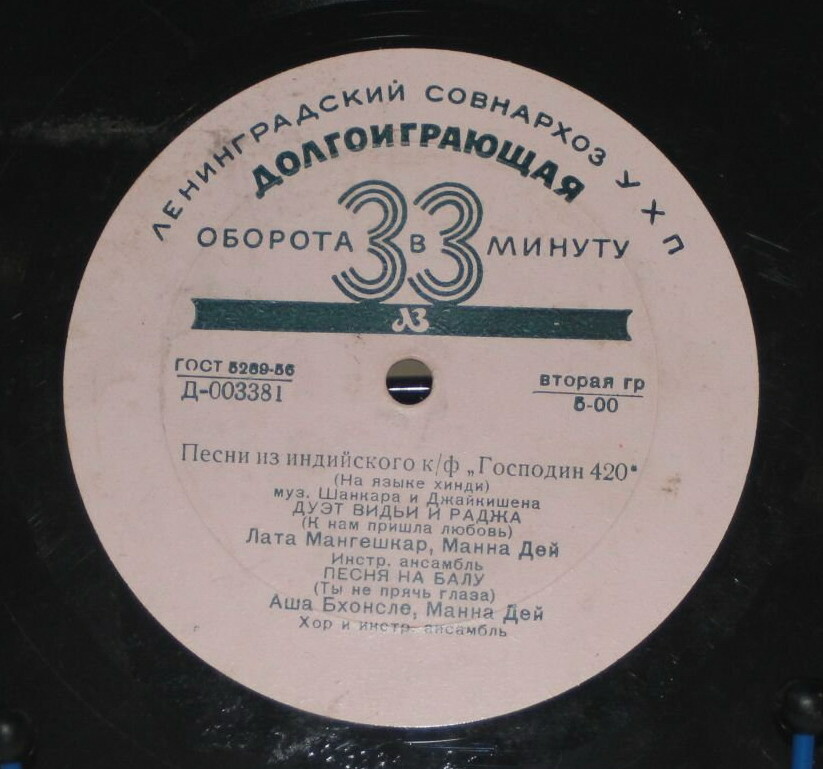 ЛЕНИНГРАДСКИЙ СОВНАРХОЗ УХП
ДОЛГОИГРАЮЩАЯ
ОБОРОТА 33 В МИНУТУ
ЛЗ
ГОСТ 5289-56
Д-003381
вторая гр
5-00
Песни из индийского к/ф „Господин 420"
(На языке хинди)
муз. Шанкара и Джайкишена
ДУЭТ ВИДЬИ И РАДЖА
(К нам пришла любовь)
Лата Мангешкар, Манна Дей
Инстр. ансамбль
ПЕСНЯ НА БАЛУ
(Ты не прячь глаза)
Аша Бхонсле, Манна Дей
Хор и инстр. ансамбль